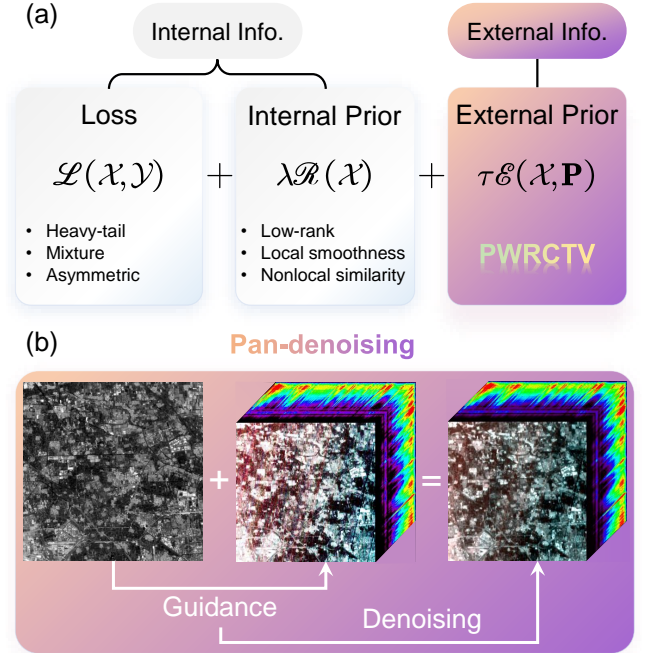 (a)
Internal Info.
External Info.
Loss
ℒ(𝒳,𝒴)
• Heavy-tail
• Mixture
• Asymmetric
+
Internal Prior
λℛ(𝒳)
• Low-rank
• Local smoothness
• Nonlocal similarity
+
External Prior
τℰ(𝒳,𝐏)
PWRCTV
(b)
Pan-denoising
+
=
Guidance
Denoising